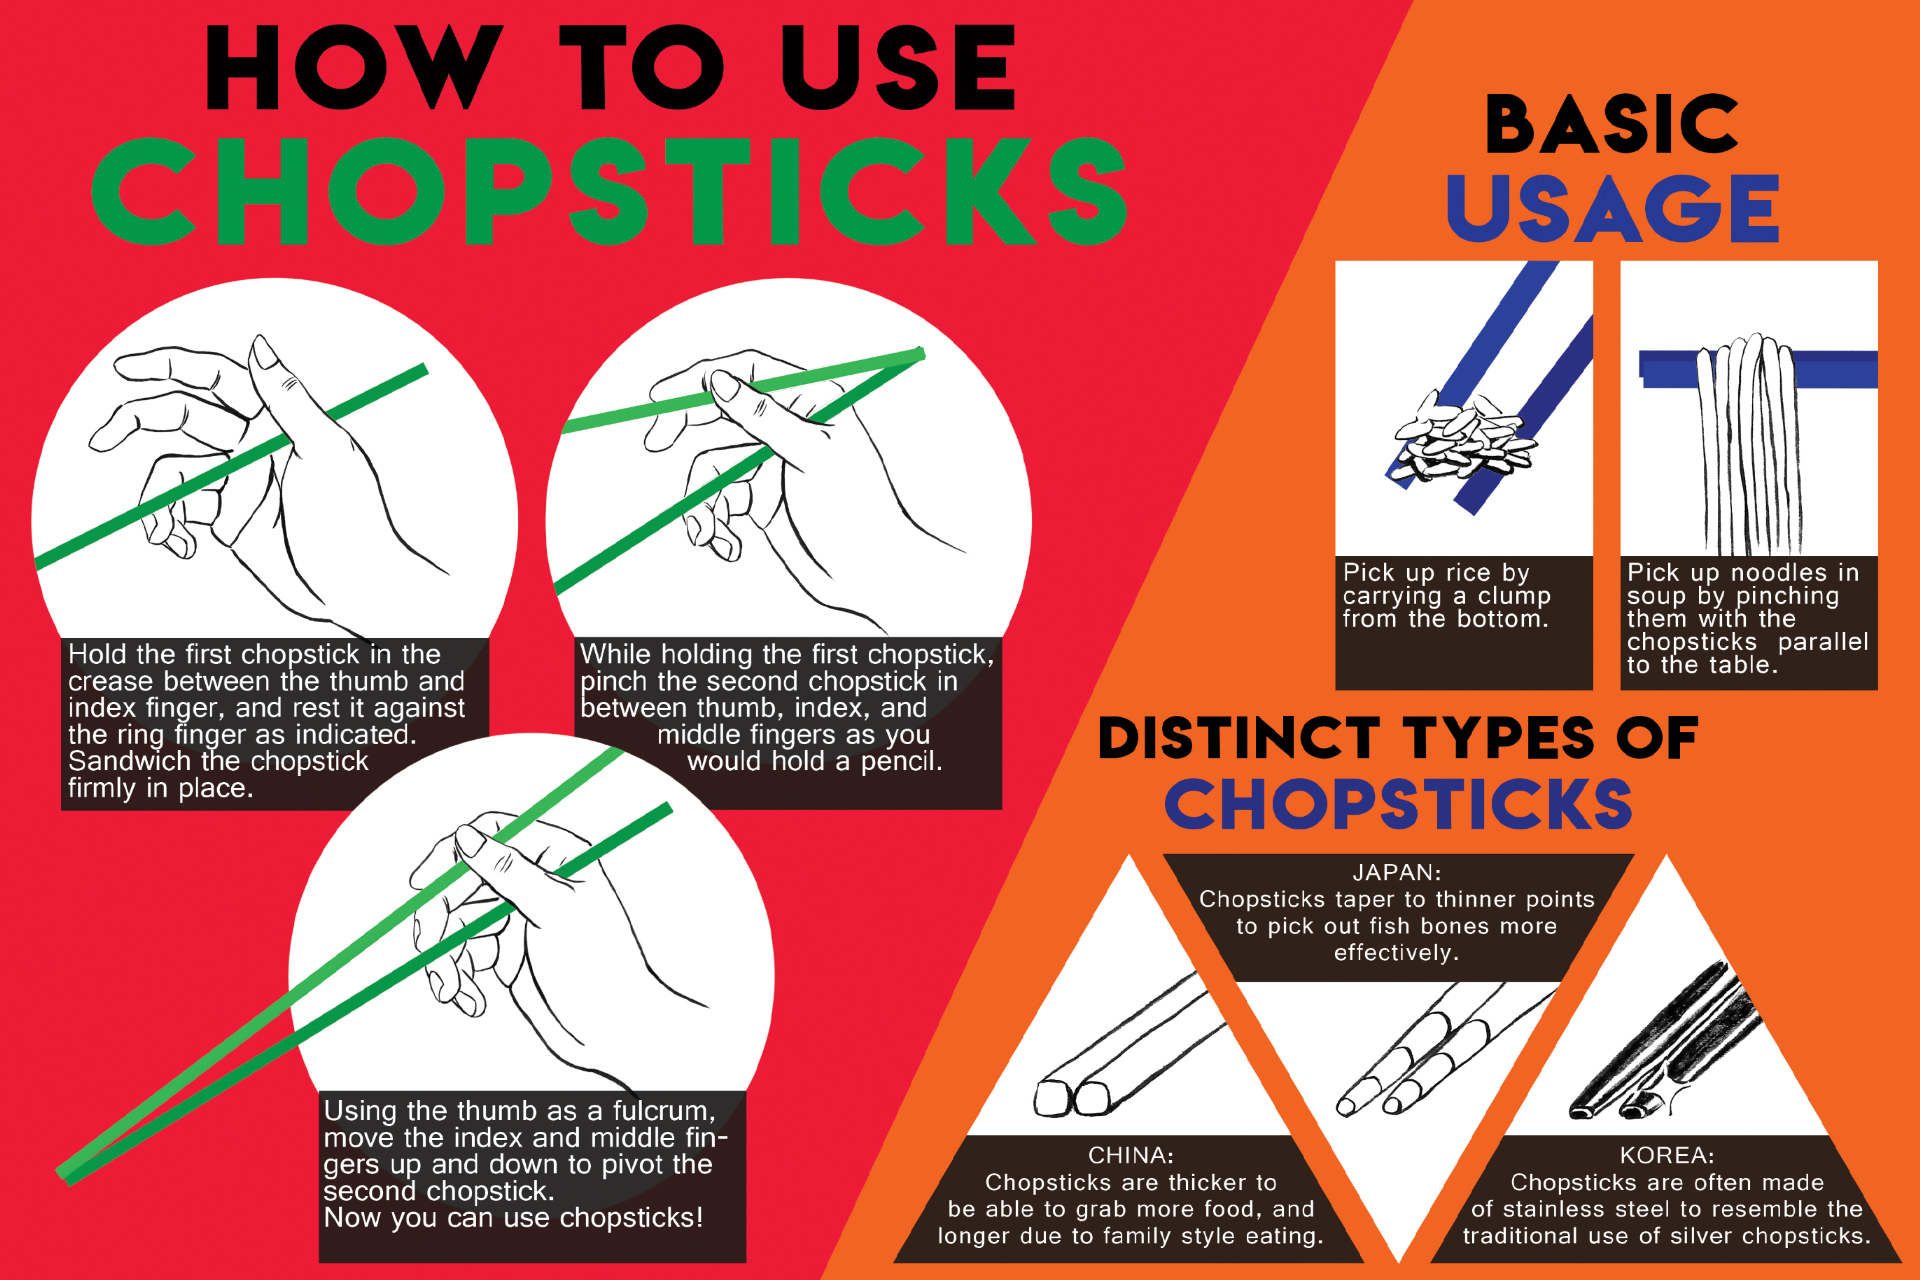 HOW TO USE
CHOPSTICKS
Hold the first chopstick in the
crease between the thumb and
index finger, and rest it against
the ring finger as indicated.
Sandwich the chopstick
firmly in place.
While holding the first chopstick,
pinch the second chopstick in
between thumb, index, and
middle fingers as you
would hold a pencil.
Using the thumb as a fulcrum,
move the index and middle fin-
gers up and down to pivot the
second chopstick.
Now you can use chopsticks!
BASIC
USAGE
Pick up rice by
carrying a clump
from the bottom.
Pick up noodles in
soup by pinching
them with the
chopsticks parallel
to the table.
DISTINCT TYPES OF
CHOPSTICKS
JAPAN:
Chopsticks taper to thinner points
to pick out fish bones more
effectively.
CHINA:
Chopsticks are thicker to
be able to grab more food, and
longer due to family style eating.
KOREA:
Chopsticks are often made
of stainless steel to resemble the
traditional use of silver chopsticks.